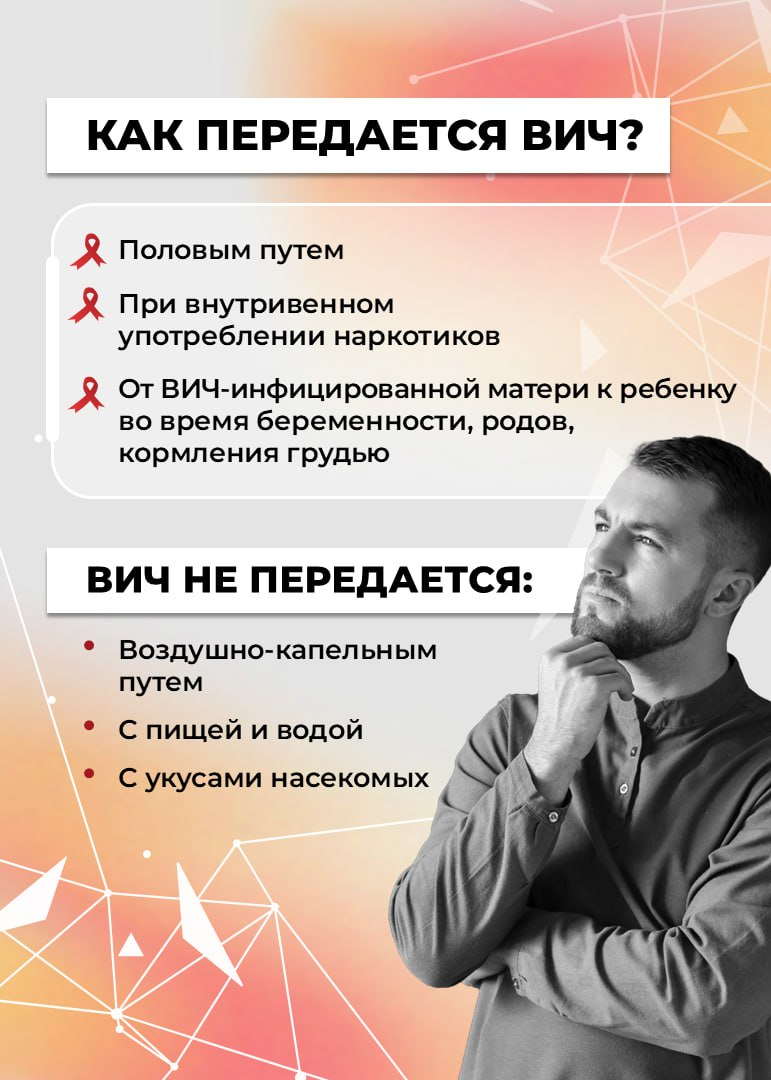 КАК ПЕРЕДАЕТСЯ ВИЧ?
Половым путем
При внутривенном
употреблении наркотиков
От ВИЧ-инфицированной матери к ребенку
во время беременности, родов,
кормления грудью
ВИЧ НЕ ПЕРЕДАЕТСЯ:
Воздушно-капельным
путем
С пищей и водой
С укусами насекомых